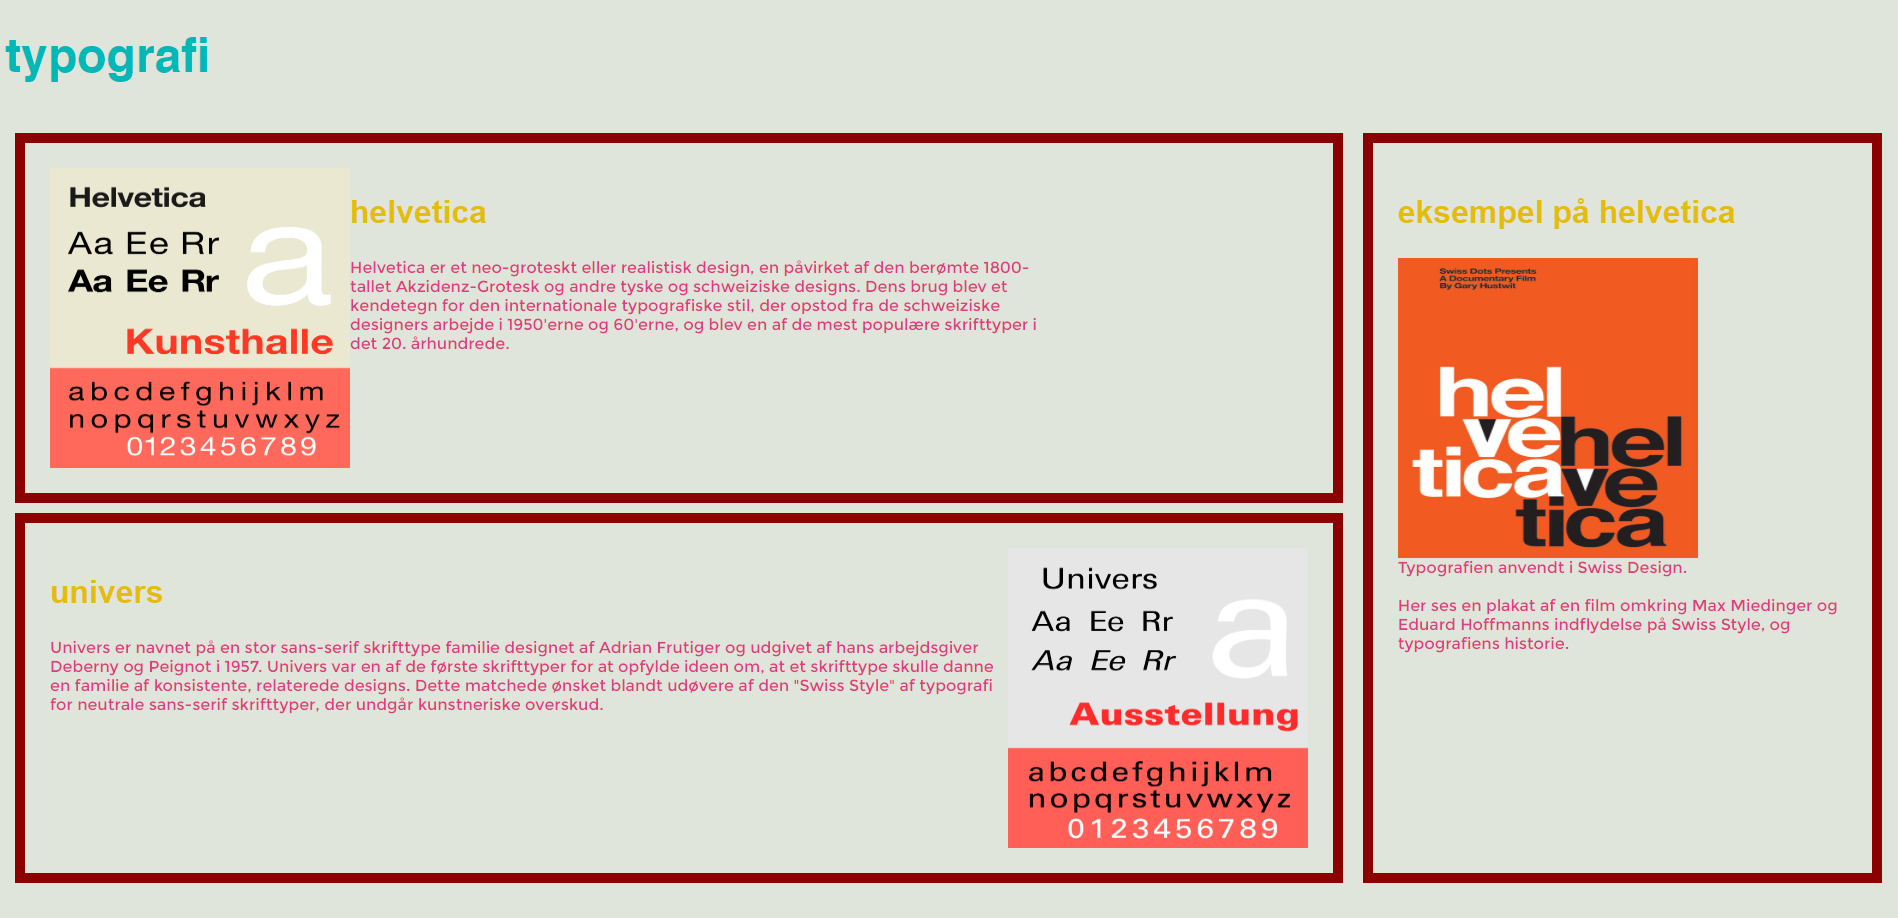 typografi
Helvetica
Aa Ee Rr
Aa Ee Rr
a
Kunsthalle
abcdefghijklm
nopqrstuvwxyz
0123456789
helvetica
Helvetica er et neo-groteskt eller realistisk design, en påvirket af den berømte 1800-
tallet Akzidenz-Grotesk og andre tyske og schweiziske designs. Dens brug blev et
kendetegn for den internationale typografiske stil, der opstod fra de schweiziske
designers arbejde i 1950'erne og 60'erne, og blev en af de mest populære skrifttyper i
det 20. århundrede.
univers
Univers er navnet på en stor sans-serif skrifttype familie designet af Adrian Frutiger og udgivet af hans arbejdsgiver
Deberny og Peignot i 1957. Univers var en af de første skrifttyper for at opfylde ideen om, at et skrifttype skulle danne
en familie af konsistente, relaterede designs. Dette matchede ønsket blandt udøvere af den "Swiss Style" af typografi
for neutrale sans-serif skrifttyper, der undgår kunstneriske overskud.
Univers
Aa Ee Rr
Aa Ee Rr
a
Ausstellung
abcdefghijklm
nopqrstuvwxyz
0123456789
eksempel på helvetica
Swiss Dots Presents
A Documentary Film
By Gary Hustwit
hel
ve
tica
hel
ve
tica
Typografien anvendt i Swiss Design.
Her ses en plakat af en film omkring Max Miedinger og
Eduard Hoffmanns indflydelse på Swiss Style, og
typografiens historie.